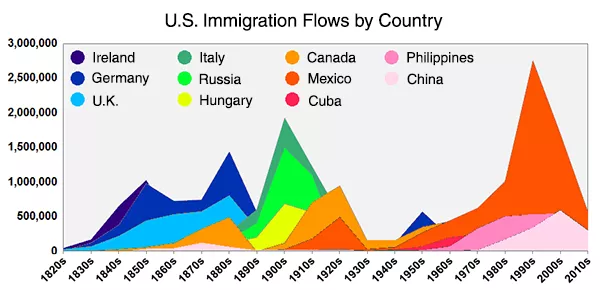 U.S. Immigration Flows by Country
3,000,000
2,500,000
2,000,000
1,500,000
1,000,000
500,000
0
Ireland
Italy
Canada
Philippines
Germany
Russia
Mexico
China
U.K.
Hungary
Cuba
1820s
1830s
1840s
1850s
1860s
1870s
1880s
1890s
1900s
1910s
1920s
1930s
1940s
1950s
1960s
1970s
1980s
1990s
2000s
2010s